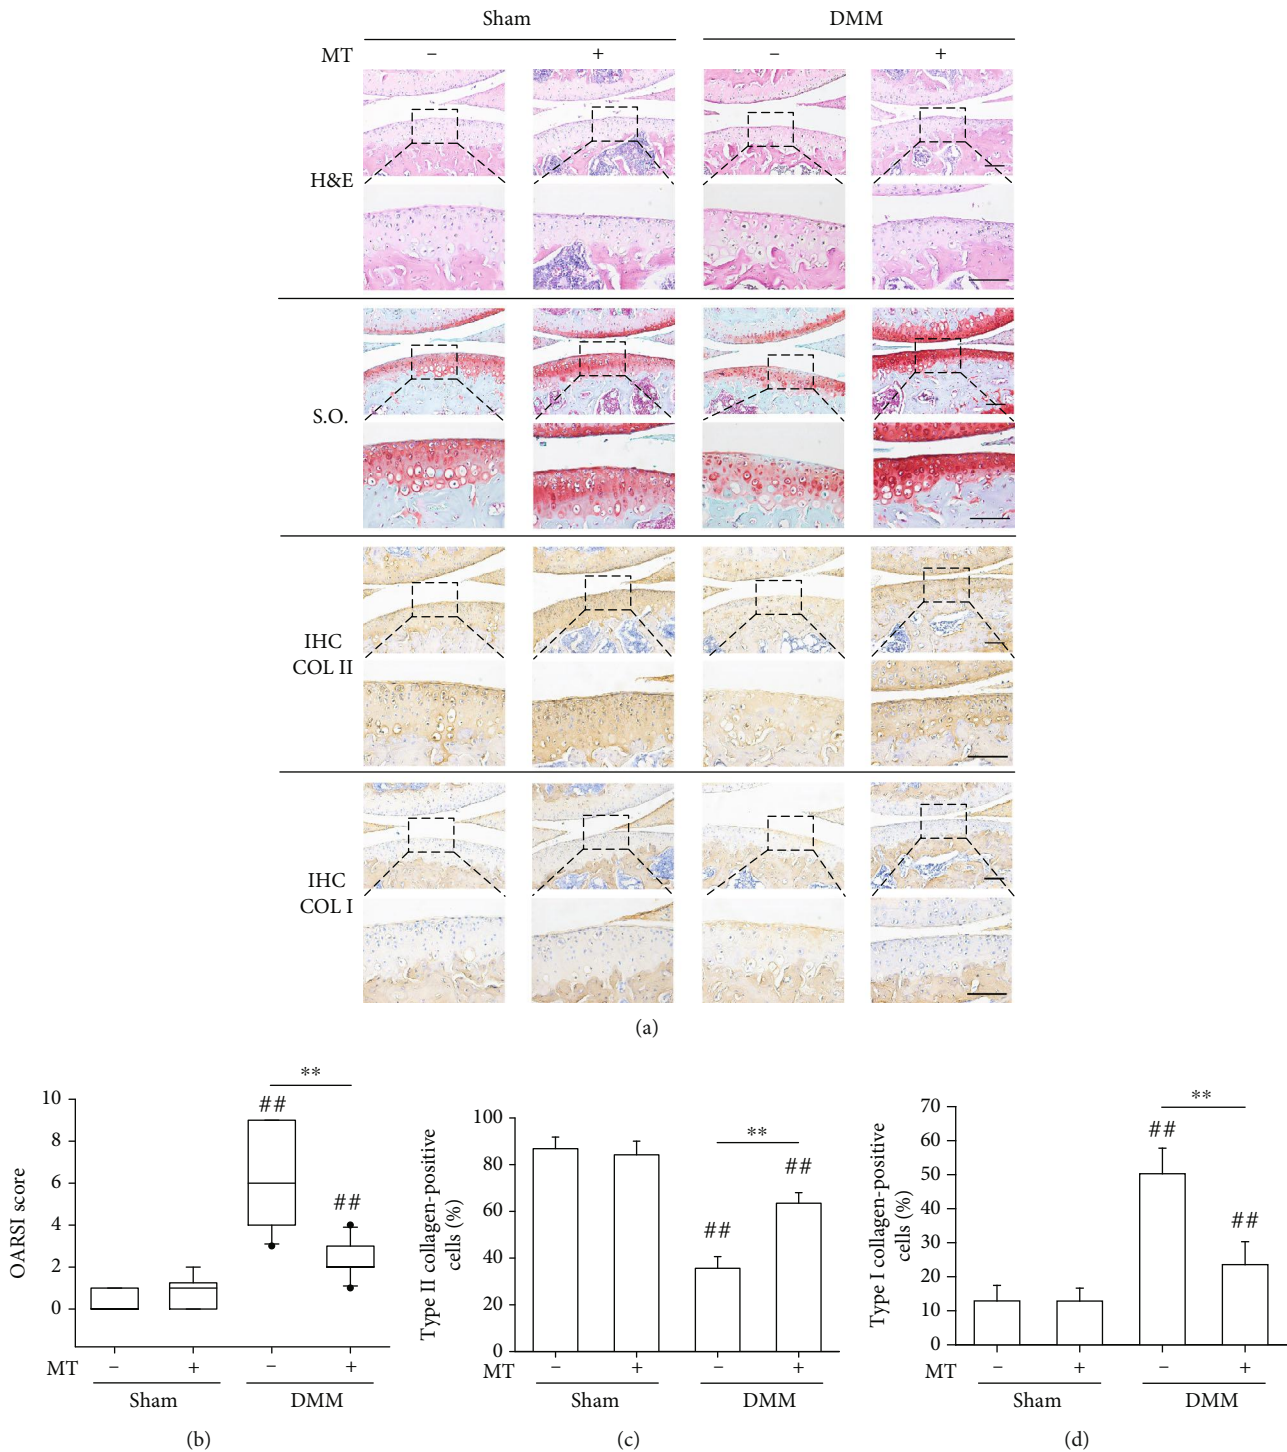 Sham DMM
MT − + − +
H&E
S.O.
IHC
COL II
IHC
COL I
(a)
OARSI score
10
8
6
4
2
0
##
**
##
MT − + − +
Sham DMM
(b)
Type II collagen-positive
cells (%)
100
80
60
40
20
0
**
##
##
MT − + − +
Sham DMM
(c)
Type I collagen-positive
cells (%)
70
60
50
40
30
20
10
0
**
##
##
MT − + − +
Sham DMM
(d)